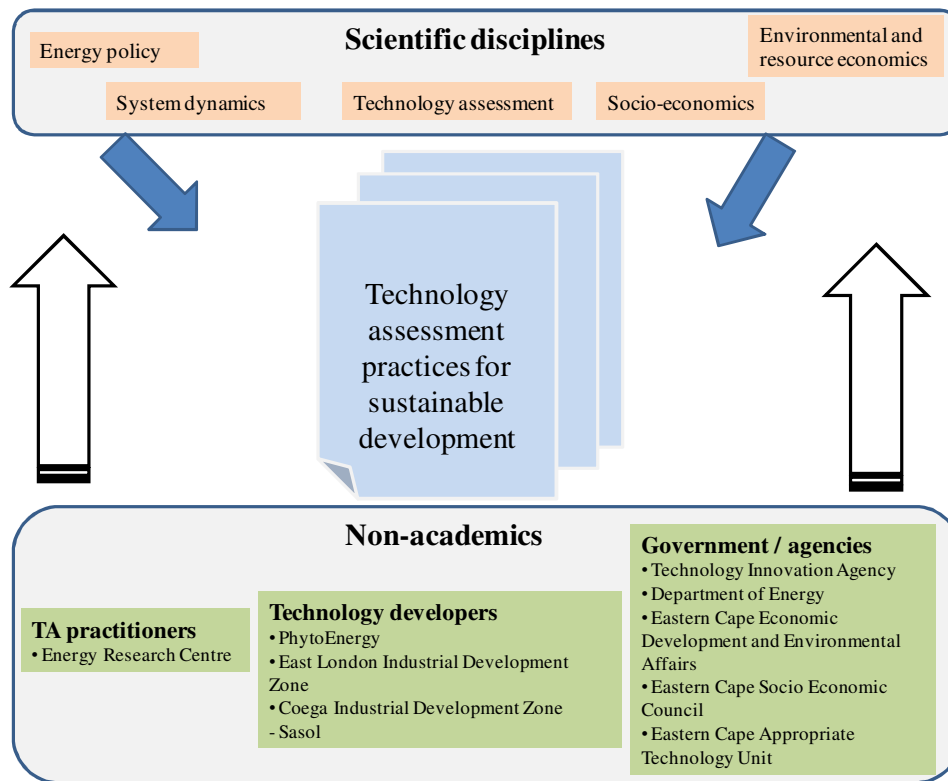 Scientific disciplines
Energy policy
Environmental and
resource economics
System dynamics
Technology assessment
Socio-economics
Technology
assessment
practices for
sustainable
development
Non-academics
TA practitioners
• Energy Research Centre
Technology developers
• PhytoEnergy
• East London Industrial Development
Zone
• Coega Industrial Development Zone
- Sasol
Government / agencies
• Technology Innovation Agency
• Department of Energy
• Eastern Cape Economic
Development and Environmental
Affairs
• Eastern Cape Socio Economic
Council
• Eastern Cape Appropriate
Technology Unit